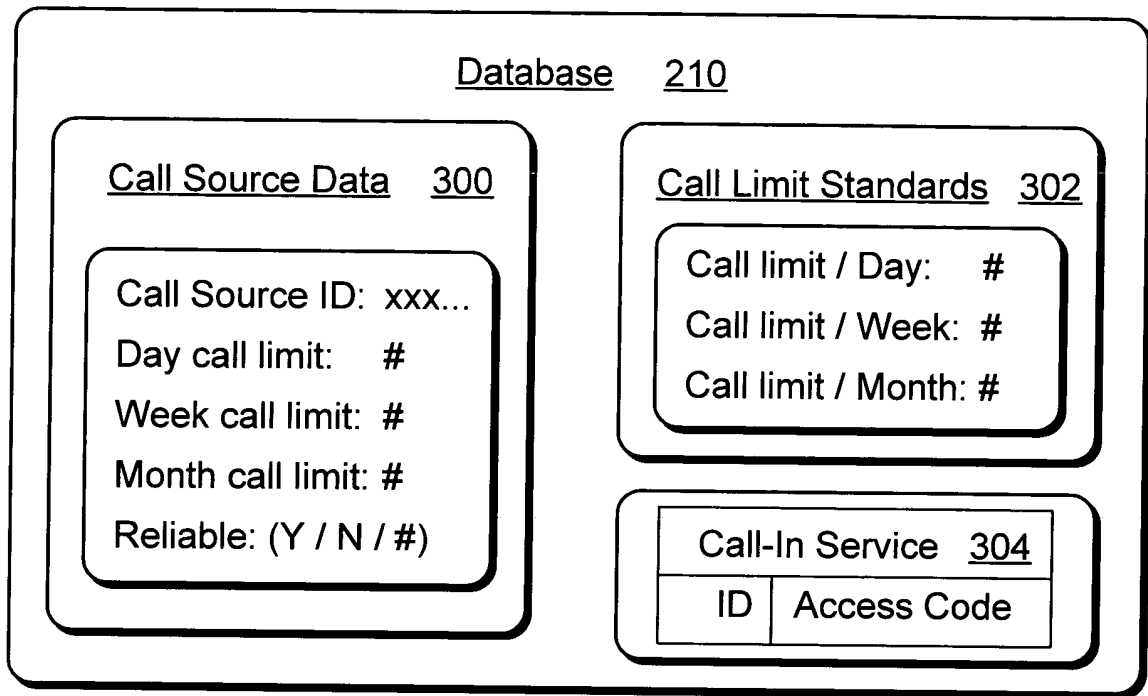 Database 210
Call Source Data 300
Call Source ID: xxx...
Day call limit: #
Week call limit: #
Month call limit: #
Reliable: (Y / N / #)
Call Limit Standards 302
Call limit / Day: #
Call limit / Week: #
Call limit / Month: #
Call-In Service 304
ID Access Code